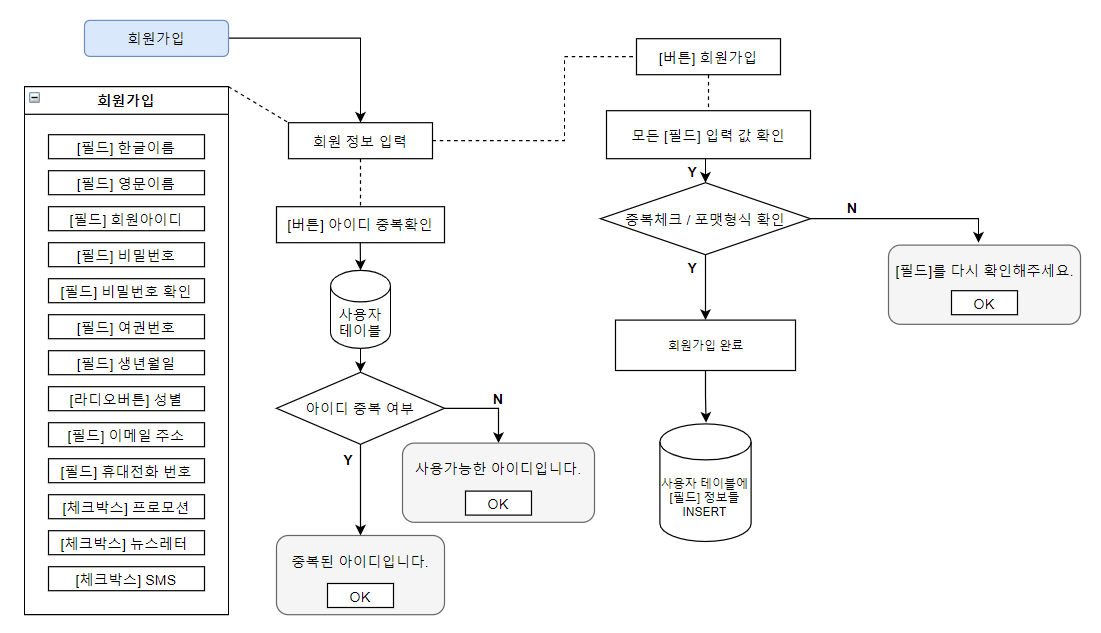 회원가입
회원가입
[필드] 한글이름
[필드] 영문이름
[필드] 회원아이디
[필드] 비밀번호
[필드] 비밀번호 확인
[필드] 여권번호
[필드] 생년월일
[라디오버튼] 성별
[필드] 이메일 주소
[필드] 휴대전화 번호
[체크박스] 프로모션
[체크박스] 뉴스레터
[체크박스] SMS
회원 정보 입력
[버튼] 아이디 중복확인
사용자
테이블
아이디 중복 여부
N
사용가능한 아이디입니다.
OK
Y
중복된 아이디입니다.
OK
[버튼] 회원가입
모든 [필드] 입력 값 확인
Y
중복체크 / 포맷형식 확인
N
[필드]를 다시 확인해주세요.
OK
Y
회원가입 완료
사용자 테이블에
[필드] 정보들
INSERT